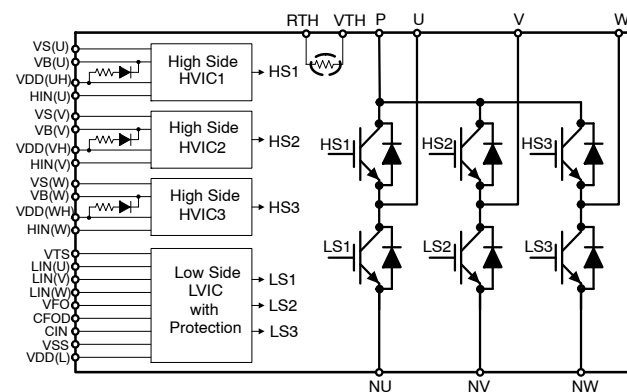 RTH VTH P U V W
VS(U)
VB(U)
VDD(UH)
HIN(U)
High Side
HVIC1
HS1
VS(V)
VB(V)
VDD(VH)
HIN(V)
High Side
HVIC2
HS2
VS(W)
VB(W)
VDD(WH)
HIN(W)
High Side
HVIC3
HS3
VTS
LIN(U)
LIN(V)
LIN(W)
VFO
CFOD
CIN
VSS
VDD(L)
Low Side
LVIC
with
Protection
LS1
LS2
LS3
HS1 HS2 HS3
LS1 LS2 LS3
NU NV NW